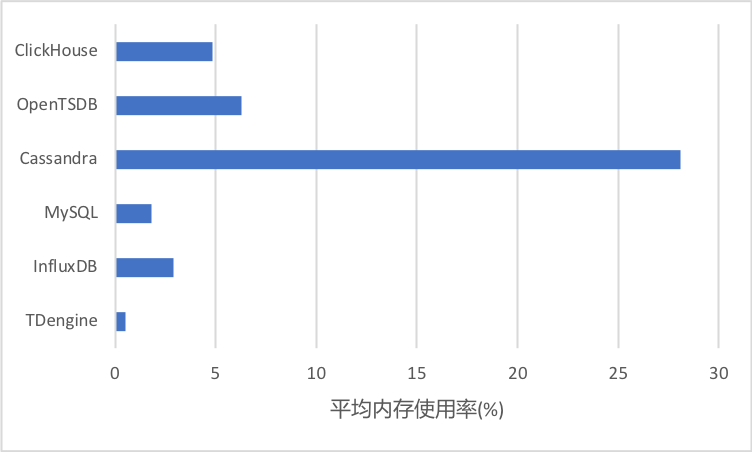 ClickHouse
OpenTSDB
Cassandra
MySQL
InfluxDB
TDengine
0 5 10 15 20 25 30
平均内存使用率(%)